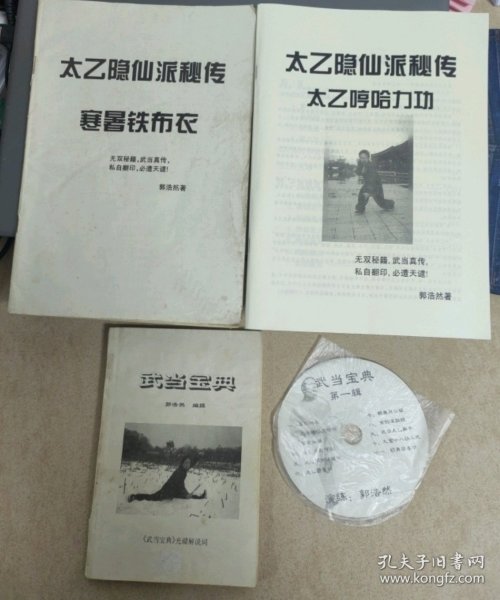 太乙隐仙派秘传
寒暑铁布衣
无双秘籍，武当真传，
私自翻印，必遭天谴！
郭浩然著
太乙隐仙派秘传
太乙哼哈力功
无双秘籍，武当真传，
私自翻印，必遭天谴！
郭浩然著
武当宝典
郭浩然 编撰
《武当宝典》光碟解说词
武当宝典
第一辑
演练：郭浩然
孔夫子旧书网
www.kongfz.com